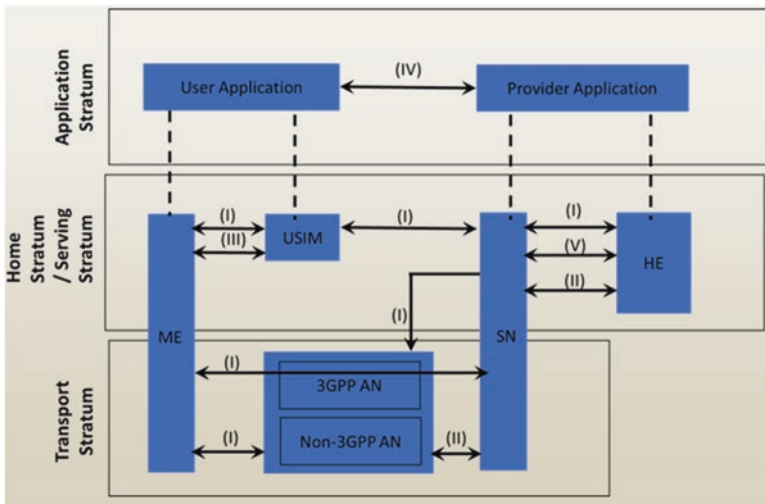 Application
Stratum
User Application
(IV)
Provider Application
Home
Stratum
/ Serving
Stratum
(I)
(III)
USIM
(I)
(I)
(V)
(II)
HE
(I)
ME
SN
Transport
Stratum
(I)
3GPP AN
(I)
Non-3GPP AN
(II)